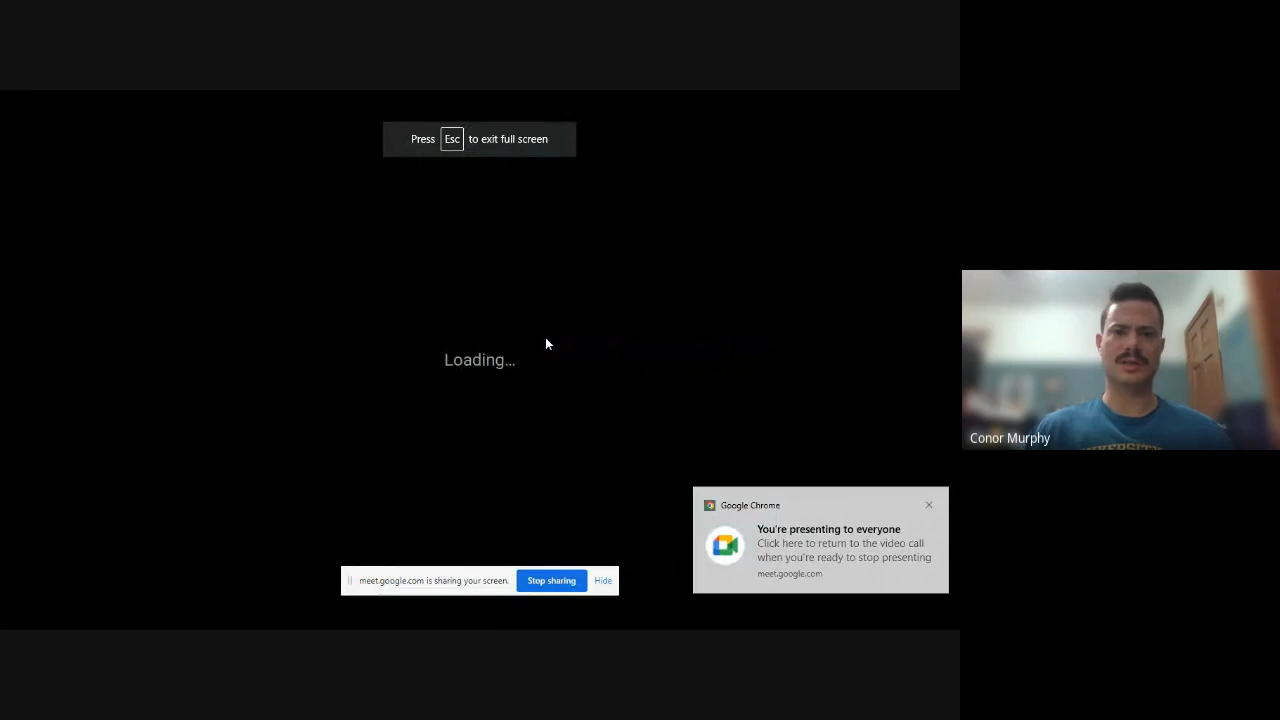 Press Esc to exit full screen
Loading...
Conor Murphy
Google Chrome
You're presenting to everyone
Click here to return to the video call
when you're ready to stop presenting
meet.google.com
meet.google.com is sharing your screen.
Stop sharing
Hide